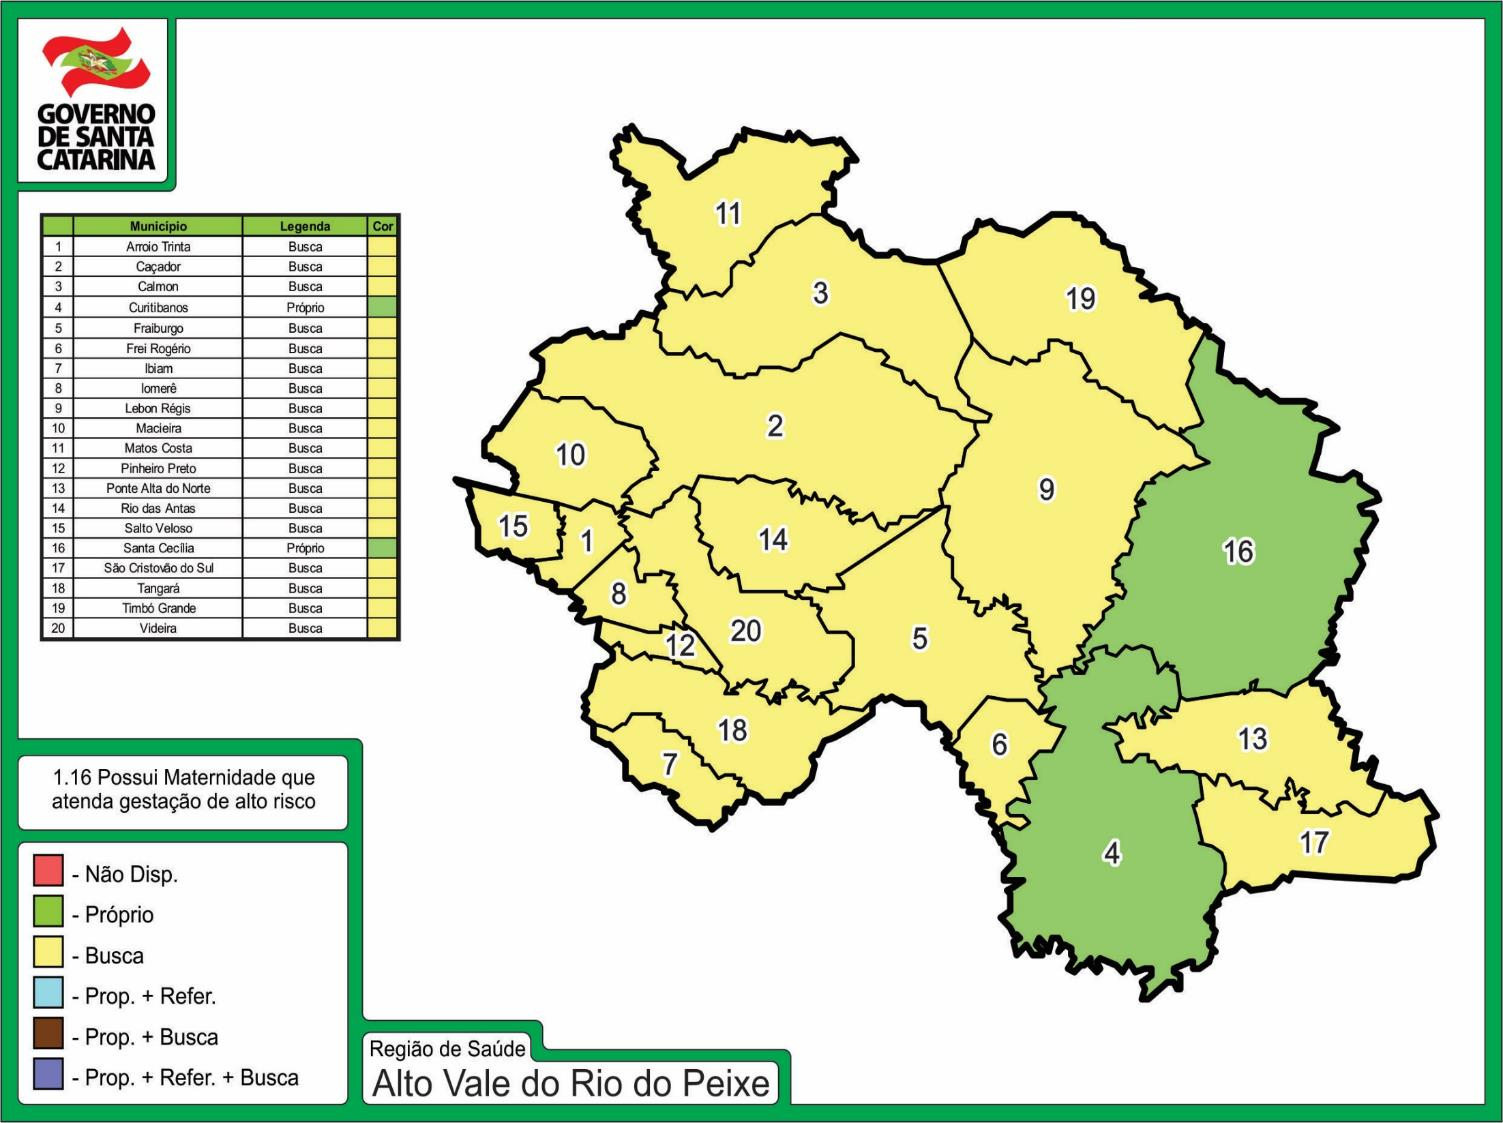 GOVERNO
DE SANTA
CATARINA
Município Legenda Cor
1 Arroio Trinta Busca
2 Caçador Busca
3 Calmon Busca
4 Curitibanos Próprio
5 Fraiburgo Busca
6 Frei Rogério Busca
7 Ibiam Busca
8 Iomerê Busca
9 Lebon Régis Busca
10 Macieira Busca
11 Matos Costa Busca
12 Pinheiro Preto Busca
13 Ponte Alta do Norte Busca
14 Rio das Antas Busca
15 Salto Veloso Busca
16 Santa Cecília Próprio
17 São Cristovão do Sul Busca
18 Tangará Busca
19 Timbó Grande Busca
20 Videira Busca
11
3
19
2
10
9
15
1
14
16
8
20
12
5
18
6
13
7
17
4
1.16 Possui Maternidade que
atenda gestação de alto risco
- Não Disp.
- Próprio
- Busca
- Prop. + Refer.
- Prop. + Busca
- Prop. + Refer. + Busca
Região de Saúde
Alto Vale do Rio do Peixe